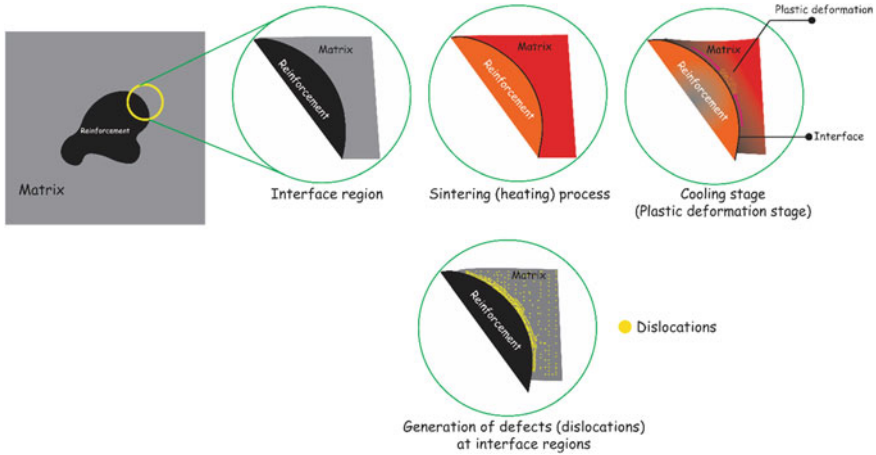 Reinforcement
Matrix
Matrix
Reinforcement
Interface region
Matrix
Reinforcement
Sintering (heating) process
Plastic deformation
Matrix
Reinforcement
Interface
Cooling stage
(Plastic deformation stage)
Matrix
Reinforcement
Dislocations
Generation of defects (dislocations)
at interface regions